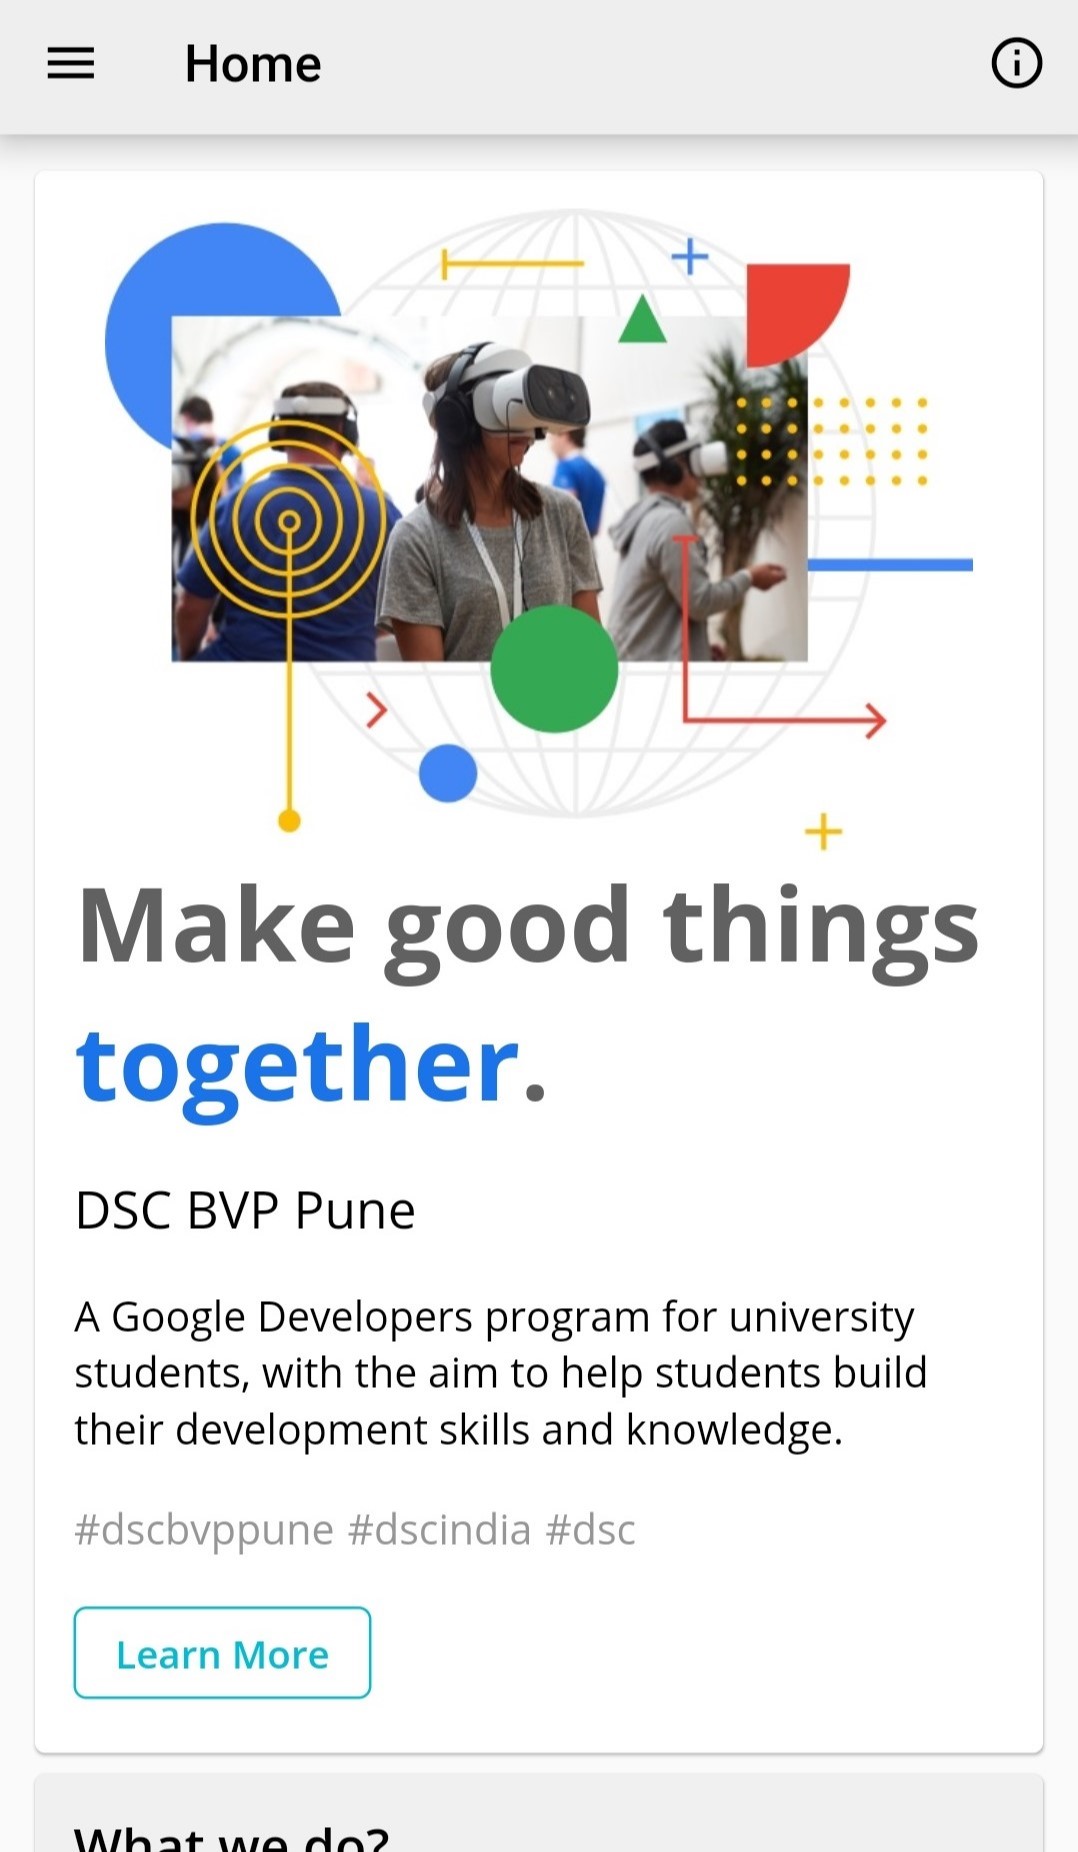 Home
Make good things
together.
DSC BVP Pune
A Google Developers program for university
students, with the aim to help students build
their development skills and knowledge.
#dscbvppune #dscindia #dsc
Learn More
What we do?